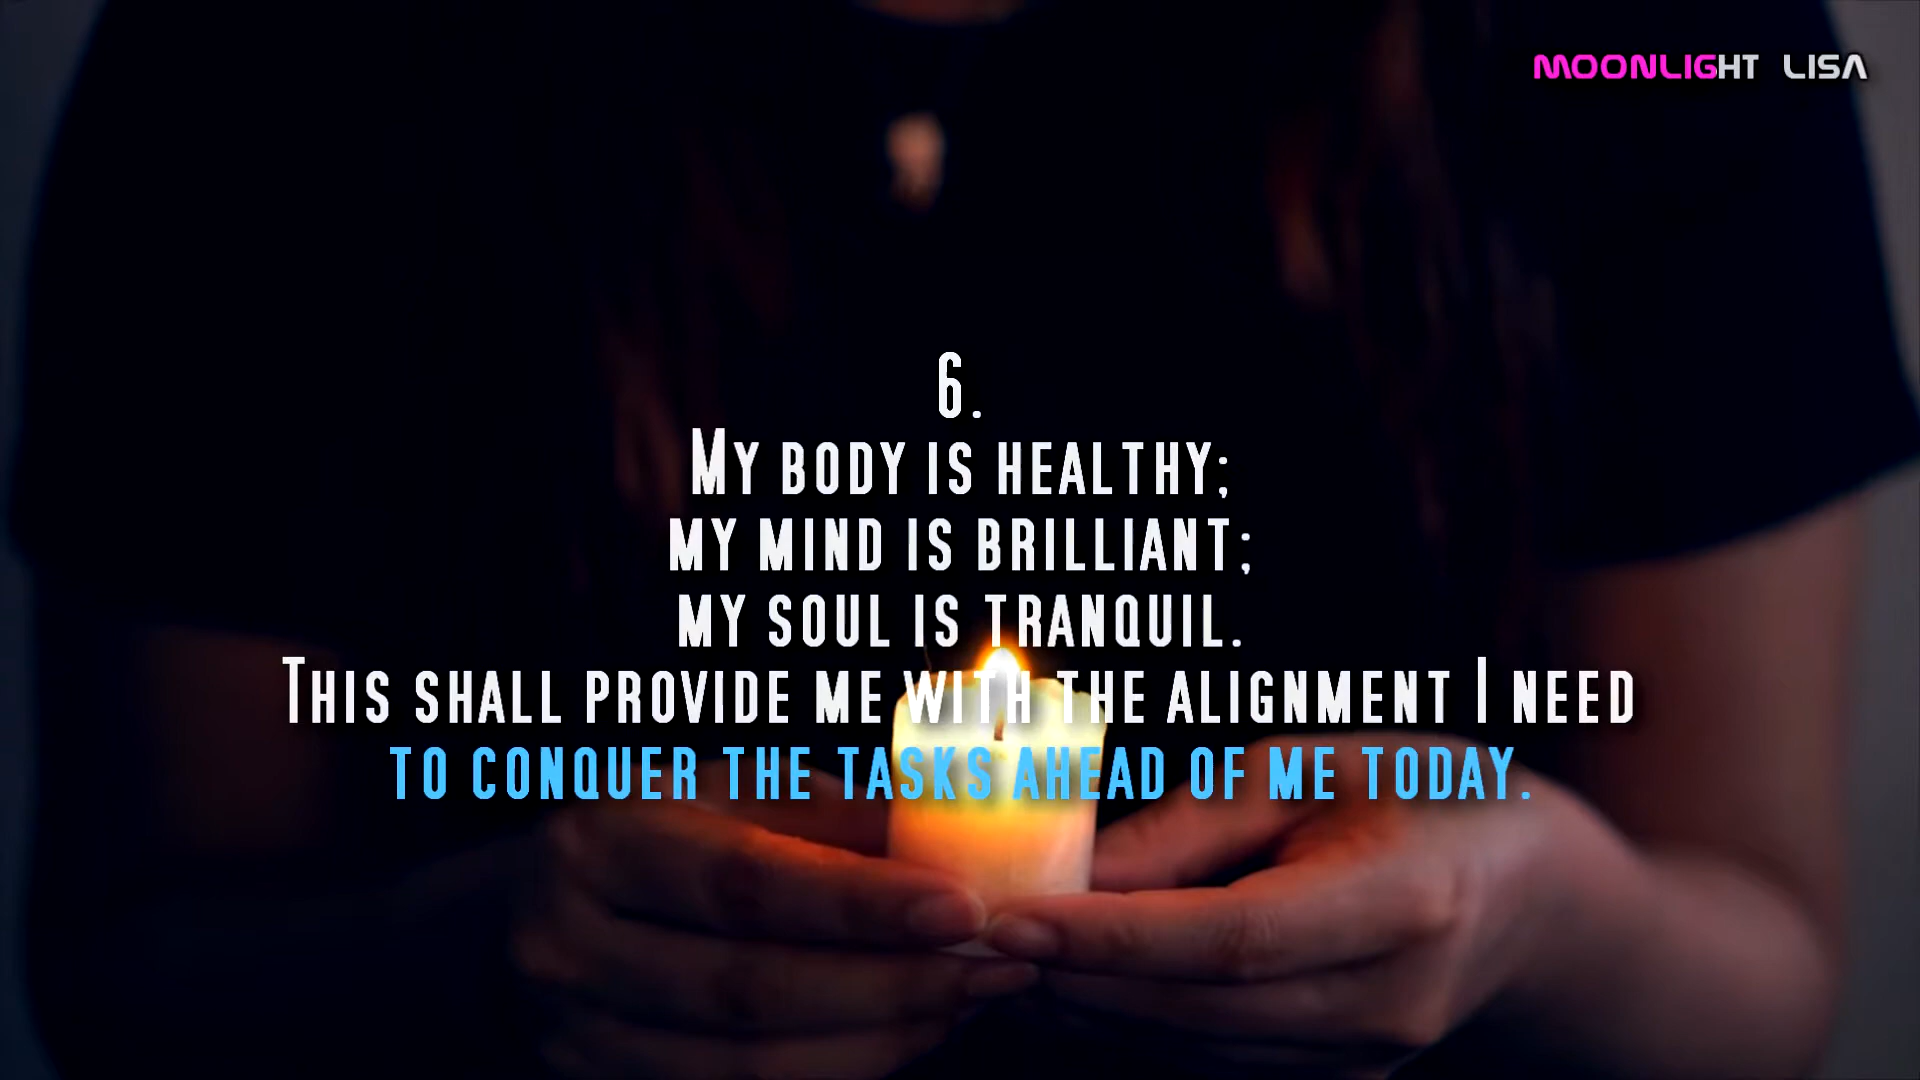 MOONLIGHT LISA
6.
My body is healthy;
my mind is brilliant;
my soul is tranquil.
This shall provide me with the alignment I need
to conquer the tasks ahead of me today.